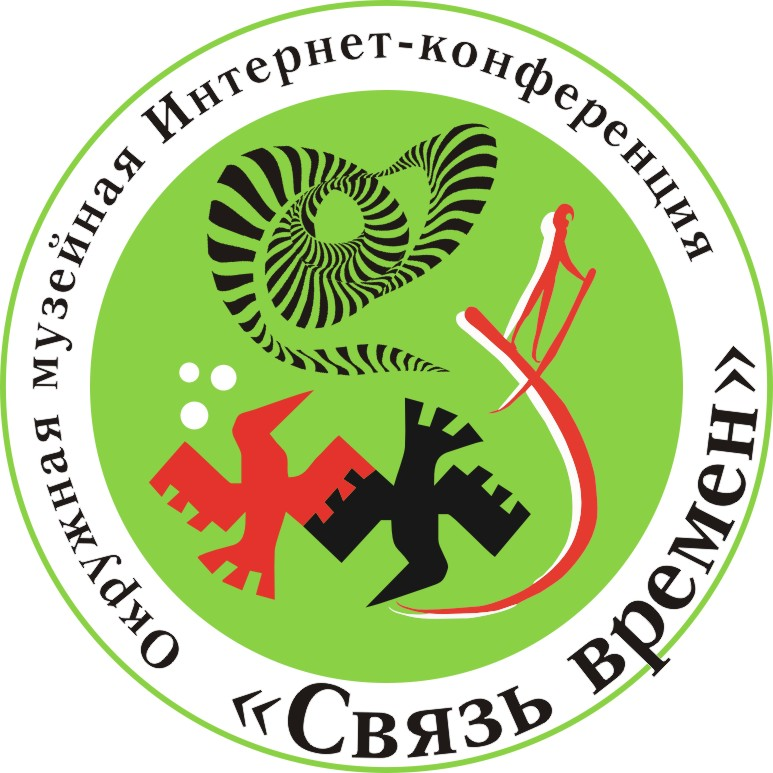 Окружная музейная Интернет-конференция
«Связь времен»